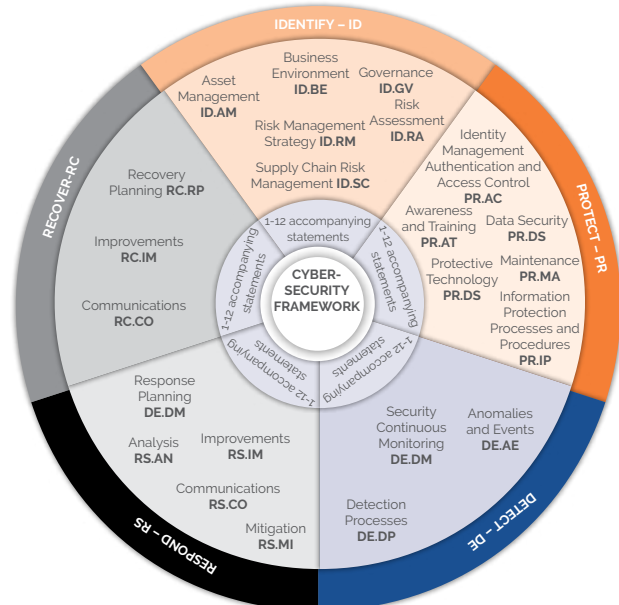 IDENTIFY – ID
Asset
Management
ID.AM
Business
Environment
ID.BE
Governance
ID.GV
Risk
Assessment
ID.RA
Risk Management
Strategy ID.RM
Supply Chain Risk
Management ID.SC
PROTECT – PR
Identity
Management
Authentication and
Access Control
PR.AC
Awareness
and Training
PR.AT
Data Security
PR.DS
Protective
Technology
PR.DS
Maintenance
PR.MA
Information
Protection
Processes and
Procedures
PR.IP
DETECT – DE
Security
Continuous
Monitoring
DE.DM
Anomalies
and Events
DE.AE
Detection
Processes
DE.DP
RESPOND – RS
Response
Planning
DE.DM
Analysis
RS.AN
Improvements
RS.IM
Communications
RS.CO
Mitigation
RS.MI
RECOVER-RC
Recovery
Planning RC.RP
Improvements
RC.IM
Communications
RC.CO
1-12 accompanying
statements
1-12 accompanying
statements
1-12 accompanying
statements
1-12 accompanying
statements
1-12 accompanying
statements
CYBER-
SECURITY
FRAMEWORK